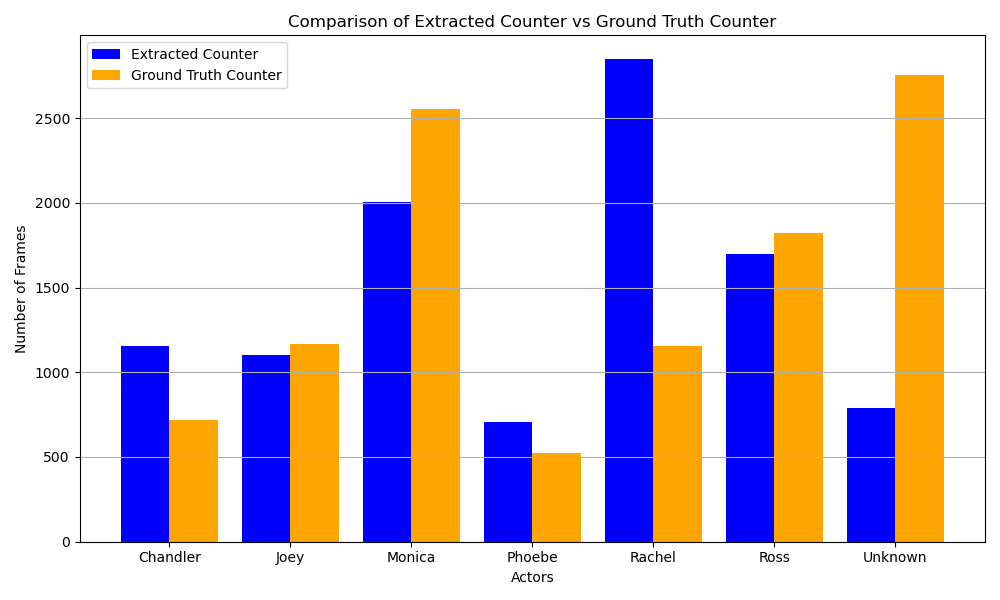 Comparison of Extracted Counter vs Ground Truth Counter
Extracted Counter
Ground Truth Counter
Number of Frames
2500
2000
1500
1000
500
0
Chandler Joey Monica Phoebe Rachel Ross Unknown
Actors